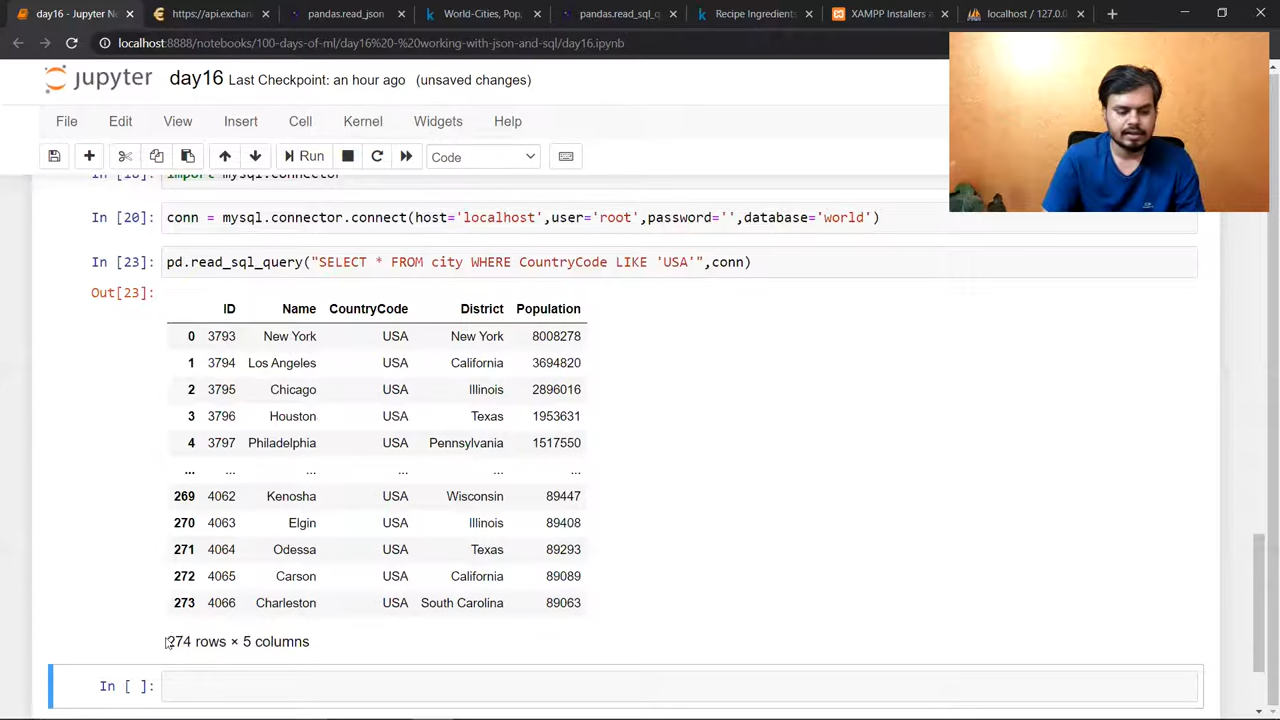 day16 - Jupyter No
https://api.exchan
pandas.read_json
World-Cities, Pop,
pandas.read_sql_q
Recipe Ingredients
XAMPP Installers a
localhost / 127.0.0
localhost:8888/notebooks/100-days-of-ml/day16%20-%20working-with-json-and-sql/day16.ipynb
jupyter day16 Last Checkpoint: an hour ago (unsaved changes)
File Edit View Insert Cell Kernel Widgets Help
Run Code
import mysql.connector
In [20]: conn = mysql.connector.connect(host='localhost',user='root',password='',database='world')
In [23]: pd.read_sql_query("SELECT * FROM city WHERE CountryCode LIKE 'USA'",conn)
Out[23]:
ID Name CountryCode District Population
0 3793 New York USA New York 8008278
1 3794 Los Angeles USA California 3694820
2 3795 Chicago USA Illinois 2896016
3 3796 Houston USA Texas 1953631
4 3797 Philadelphia USA Pennsylvania 1517550
... ... ... ... ... ...
269 4062 Kenosha USA Wisconsin 89447
270 4063 Elgin USA Illinois 89408
271 4064 Odessa USA Texas 89293
272 4065 Carson USA California 89089
273 4066 Charleston USA South Carolina 89063
274 rows × 5 columns
In [ ]: